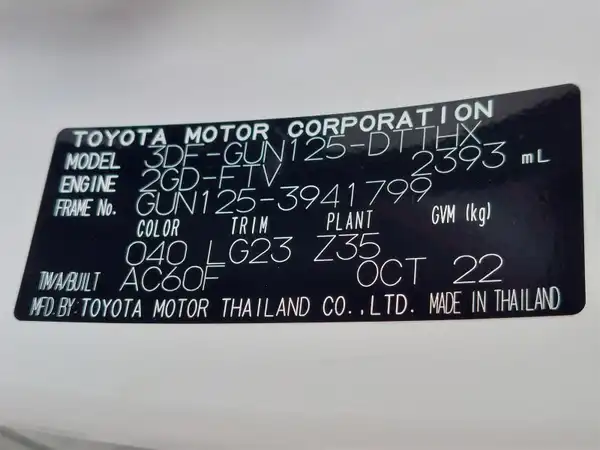 TOYOTA MOTOR CORPORATION
MODEL 3DF-GUN125-DTTHX
ENGINE 2GD-FTV 2393 mL
FRAME No. GUN125-3941799
COLOR TRIM PLANT GVM (kg)
040 LG23 Z35
TM/A/BUILT AC60F OCT 22
MFD.BY:TOYOTA MOTOR THAILAND CO.,LTD. MADE IN THAILAND